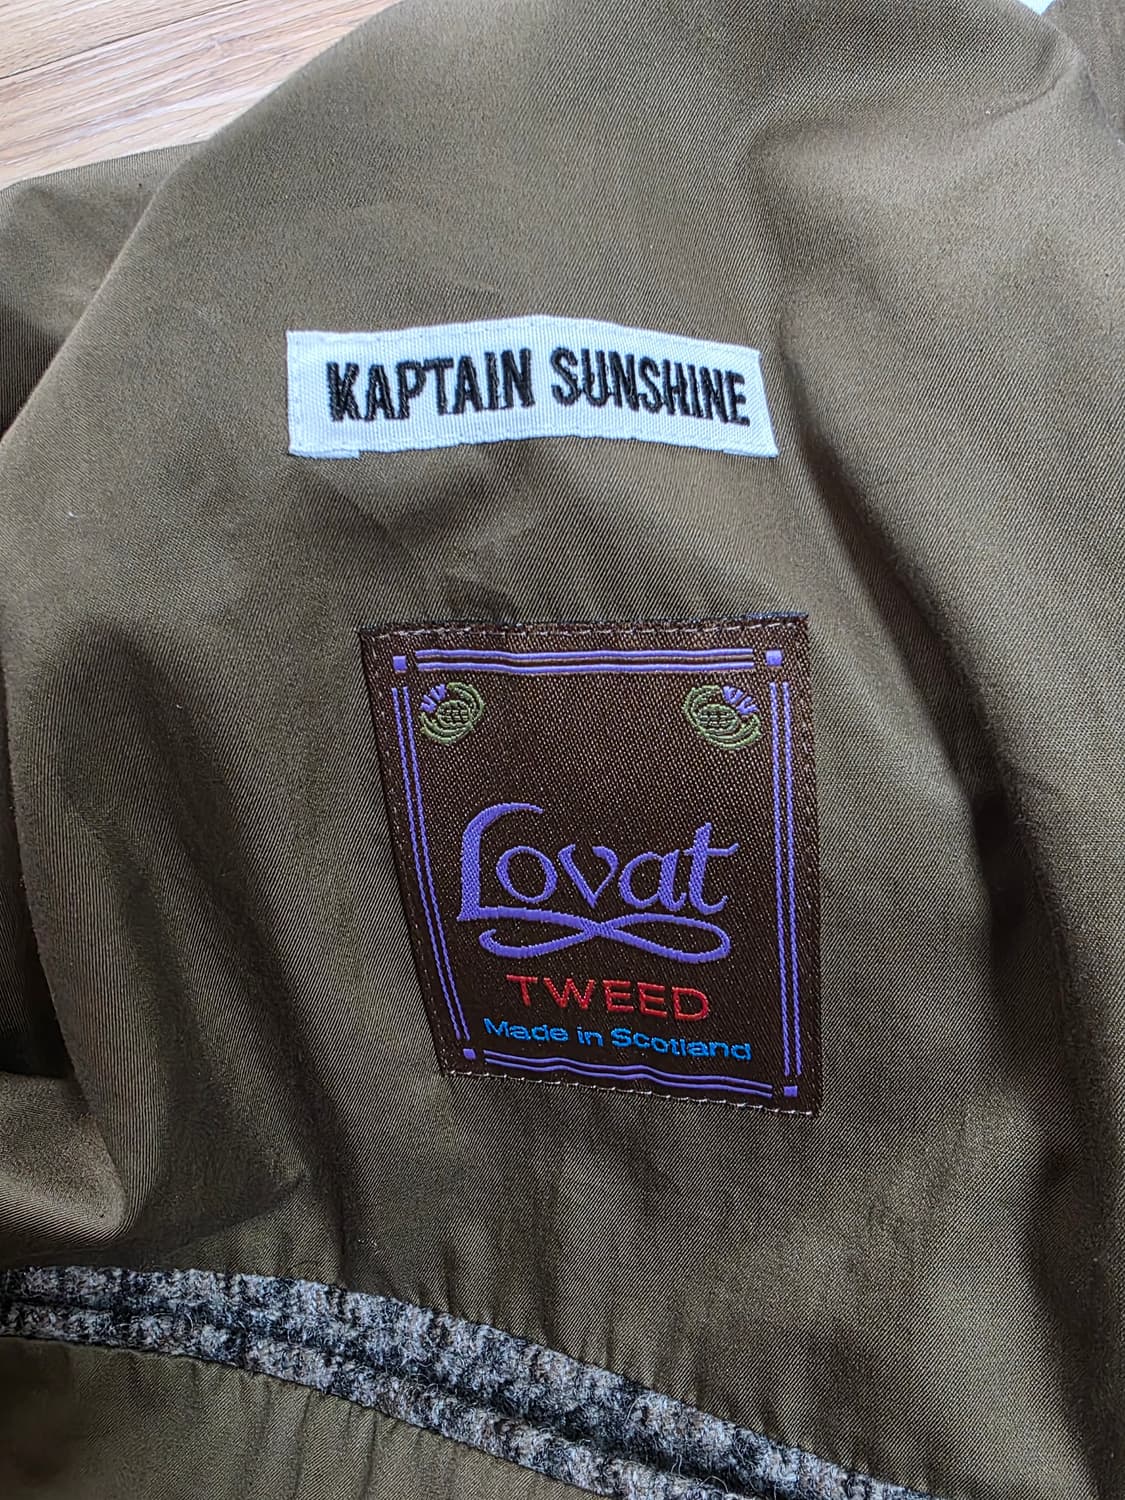 KAPTAIN SUNSHINE
Lovat
TWEED
Made in Scotland